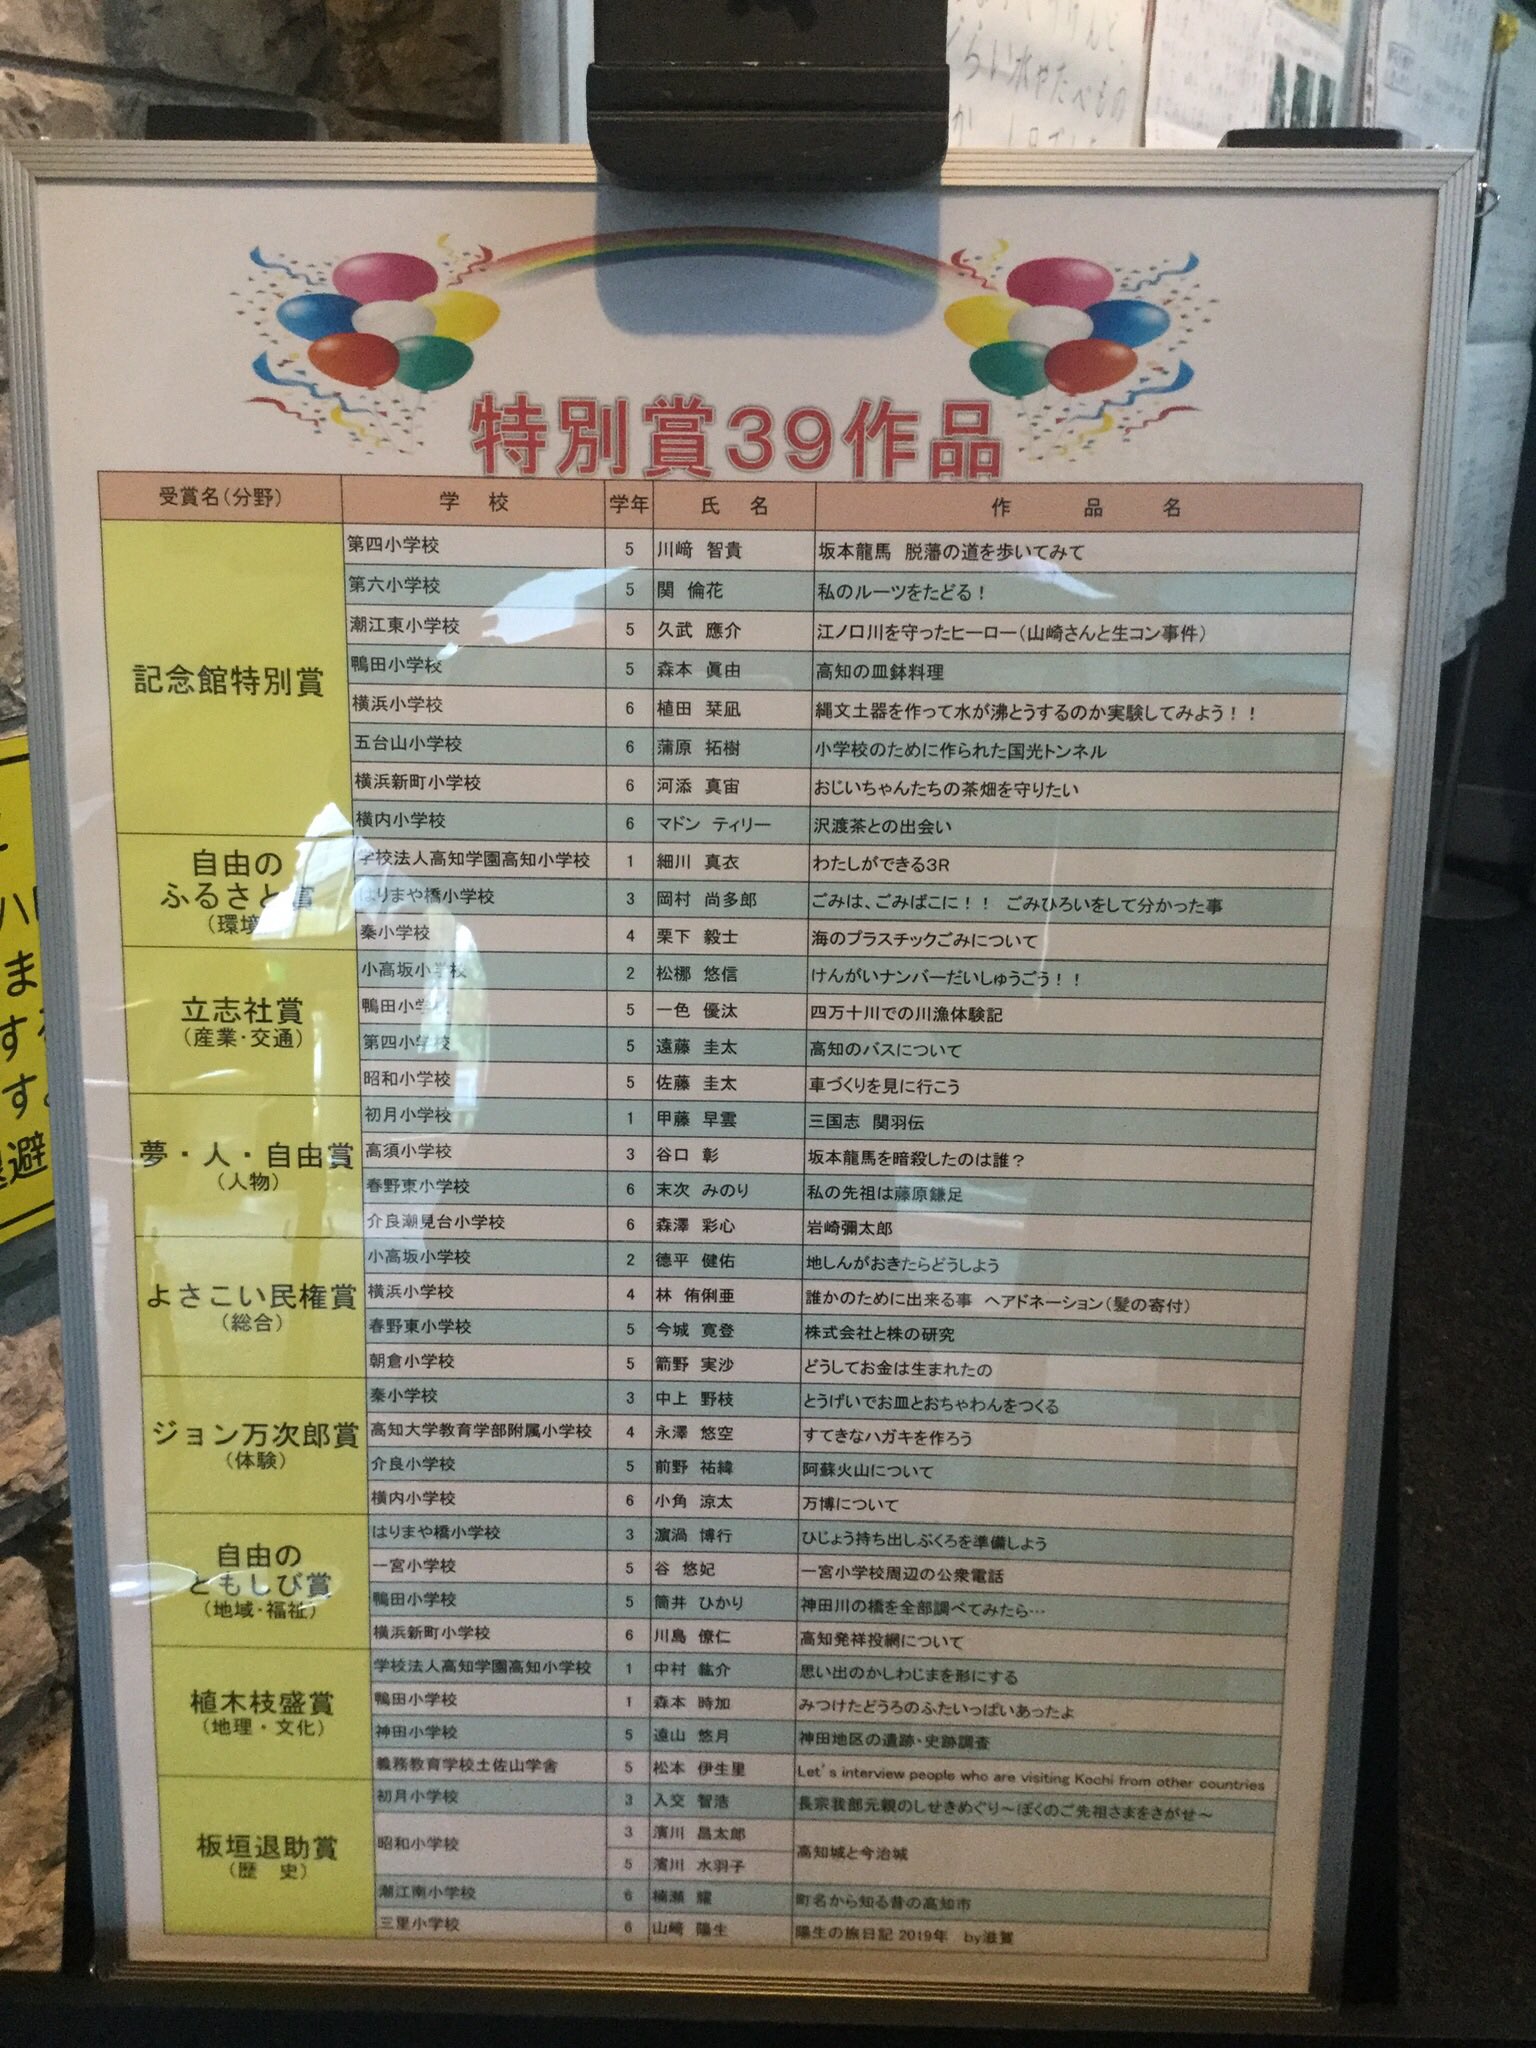 特別賞39作品
受賞名(分野) 学校 学年 氏名 作品名
記念館特別賞
第四小学校 5 川﨑 智貴 坂本龍馬 脱藩の道を歩いてみて
第六小学校 5 関 倫花 私のルーツをたどる!
潮江東小学校 5 久武 應介 江ノ口川を守ったヒーロー(山崎さんと生コン事件)
鴨田小学校 5 森本 眞由 高知の皿鉢料理
横浜小学校 6 植田 栞凪 縄文土器を作って水が沸とうするのか実験してみよう!!
五台山小学校 6 蒲原 拓樹 小学校のために作られた国光トンネル
横浜新町小学校 6 河添 真宙 おじいちゃんたちの茶畑を守りたい
横内小学校 6 マドン ティリー 沢渡茶との出会い
自由の
ふるさと賞
(環境
学校法人高知学園高知小学校 1 細川 真衣 わたしができる3R
はりまや橋小学校 3 岡村 尚多郎 ごみは、ごみばこに!! ごみひろいをして分かった事
秦小学校 4 栗下 毅士 海のプラスチックごみについて
立志社賞
(産業・交通)
小高坂小学校 2 松梛 悠信 けんがいナンバーだいしゅうごう!!
鴨田小学校 5 一色 優汰 四万十川での川漁体験記
第四小学校 5 遠藤 圭太 高知のバスについて
昭和小学校 5 佐藤 圭太 車づくりを見に行こう
夢・人・自由賞
(人物)
初月小学校 1 甲藤 早雲 三国志 関羽伝
高須小学校 3 谷口 彰 坂本龍馬を暗殺したのは誰?
春野東小学校 6 末次 みのり 私の先祖は藤原鎌足
介良潮見台小学校 6 森澤 彩心 岩崎彌太郎
よさこい民権賞
(総合)
小高坂小学校 2 德平 健佑 地しんがおきたらどうしよう
横浜小学校 4 林 侑俐亜 誰かのために出来る事 ヘアドネーション(髪の寄付)
春野東小学校 5 今城 寛登 株式会社と株の研究
朝倉小学校 5 箭野 実沙 どうしてお金は生まれたの
ジョン万次郎賞
(体験)
秦小学校 3 中上 野枝 とうげいでお皿とおちゃわんをつくる
高知大学教育学部附属小学校 4 永澤 悠空 すてきなハガキを作ろう
介良小学校 5 前野 祐緯 阿蘇火山について
横内小学校 6 小角 涼太 万博について
自由の
ともしび賞
(地域・福祉)
はりまや橋小学校 3 濵渦 博行 ひじょう持ち出しぶくろを準備しよう
一宮小学校 5 谷 悠妃 一宮小学校周辺の公衆電話
鴨田小学校 5 筒井 ひかり 神田川の橋を全部調べてみたら…
横浜新町小学校 6 川島 僚仁 高知発祥投網について
植木枝盛賞
(地理・文化)
学校法人高知学園高知小学校 1 中村 紘介 思い出のかしわじまを形にする
鴨田小学校 1 森本 時加 みつけたどうろのふたいっぱいあったよ
神田小学校 5 遠山 悠月 神田地区の遺跡・史跡調査
義務教育学校土佐山学舎 5 松本 伊生里 Let's interview people who are visiting Kochi from other countries
板垣退助賞
(歴 史)
初月小学校 3 入交 智浩 長宗我部元親のしせきめぐり～ぼくのご先祖さまをさがせ～
昭和小学校 3 濱川 昌太郎 高知城と今治城
5 濱川 水羽子
潮江南小学校 6 楠瀬 耀 町名から知る昔の高知市
三里小学校 6 山﨑 陽生 陽生の旅日記 2019年 by滋賀
くらい水やたべもの
ま
す
避